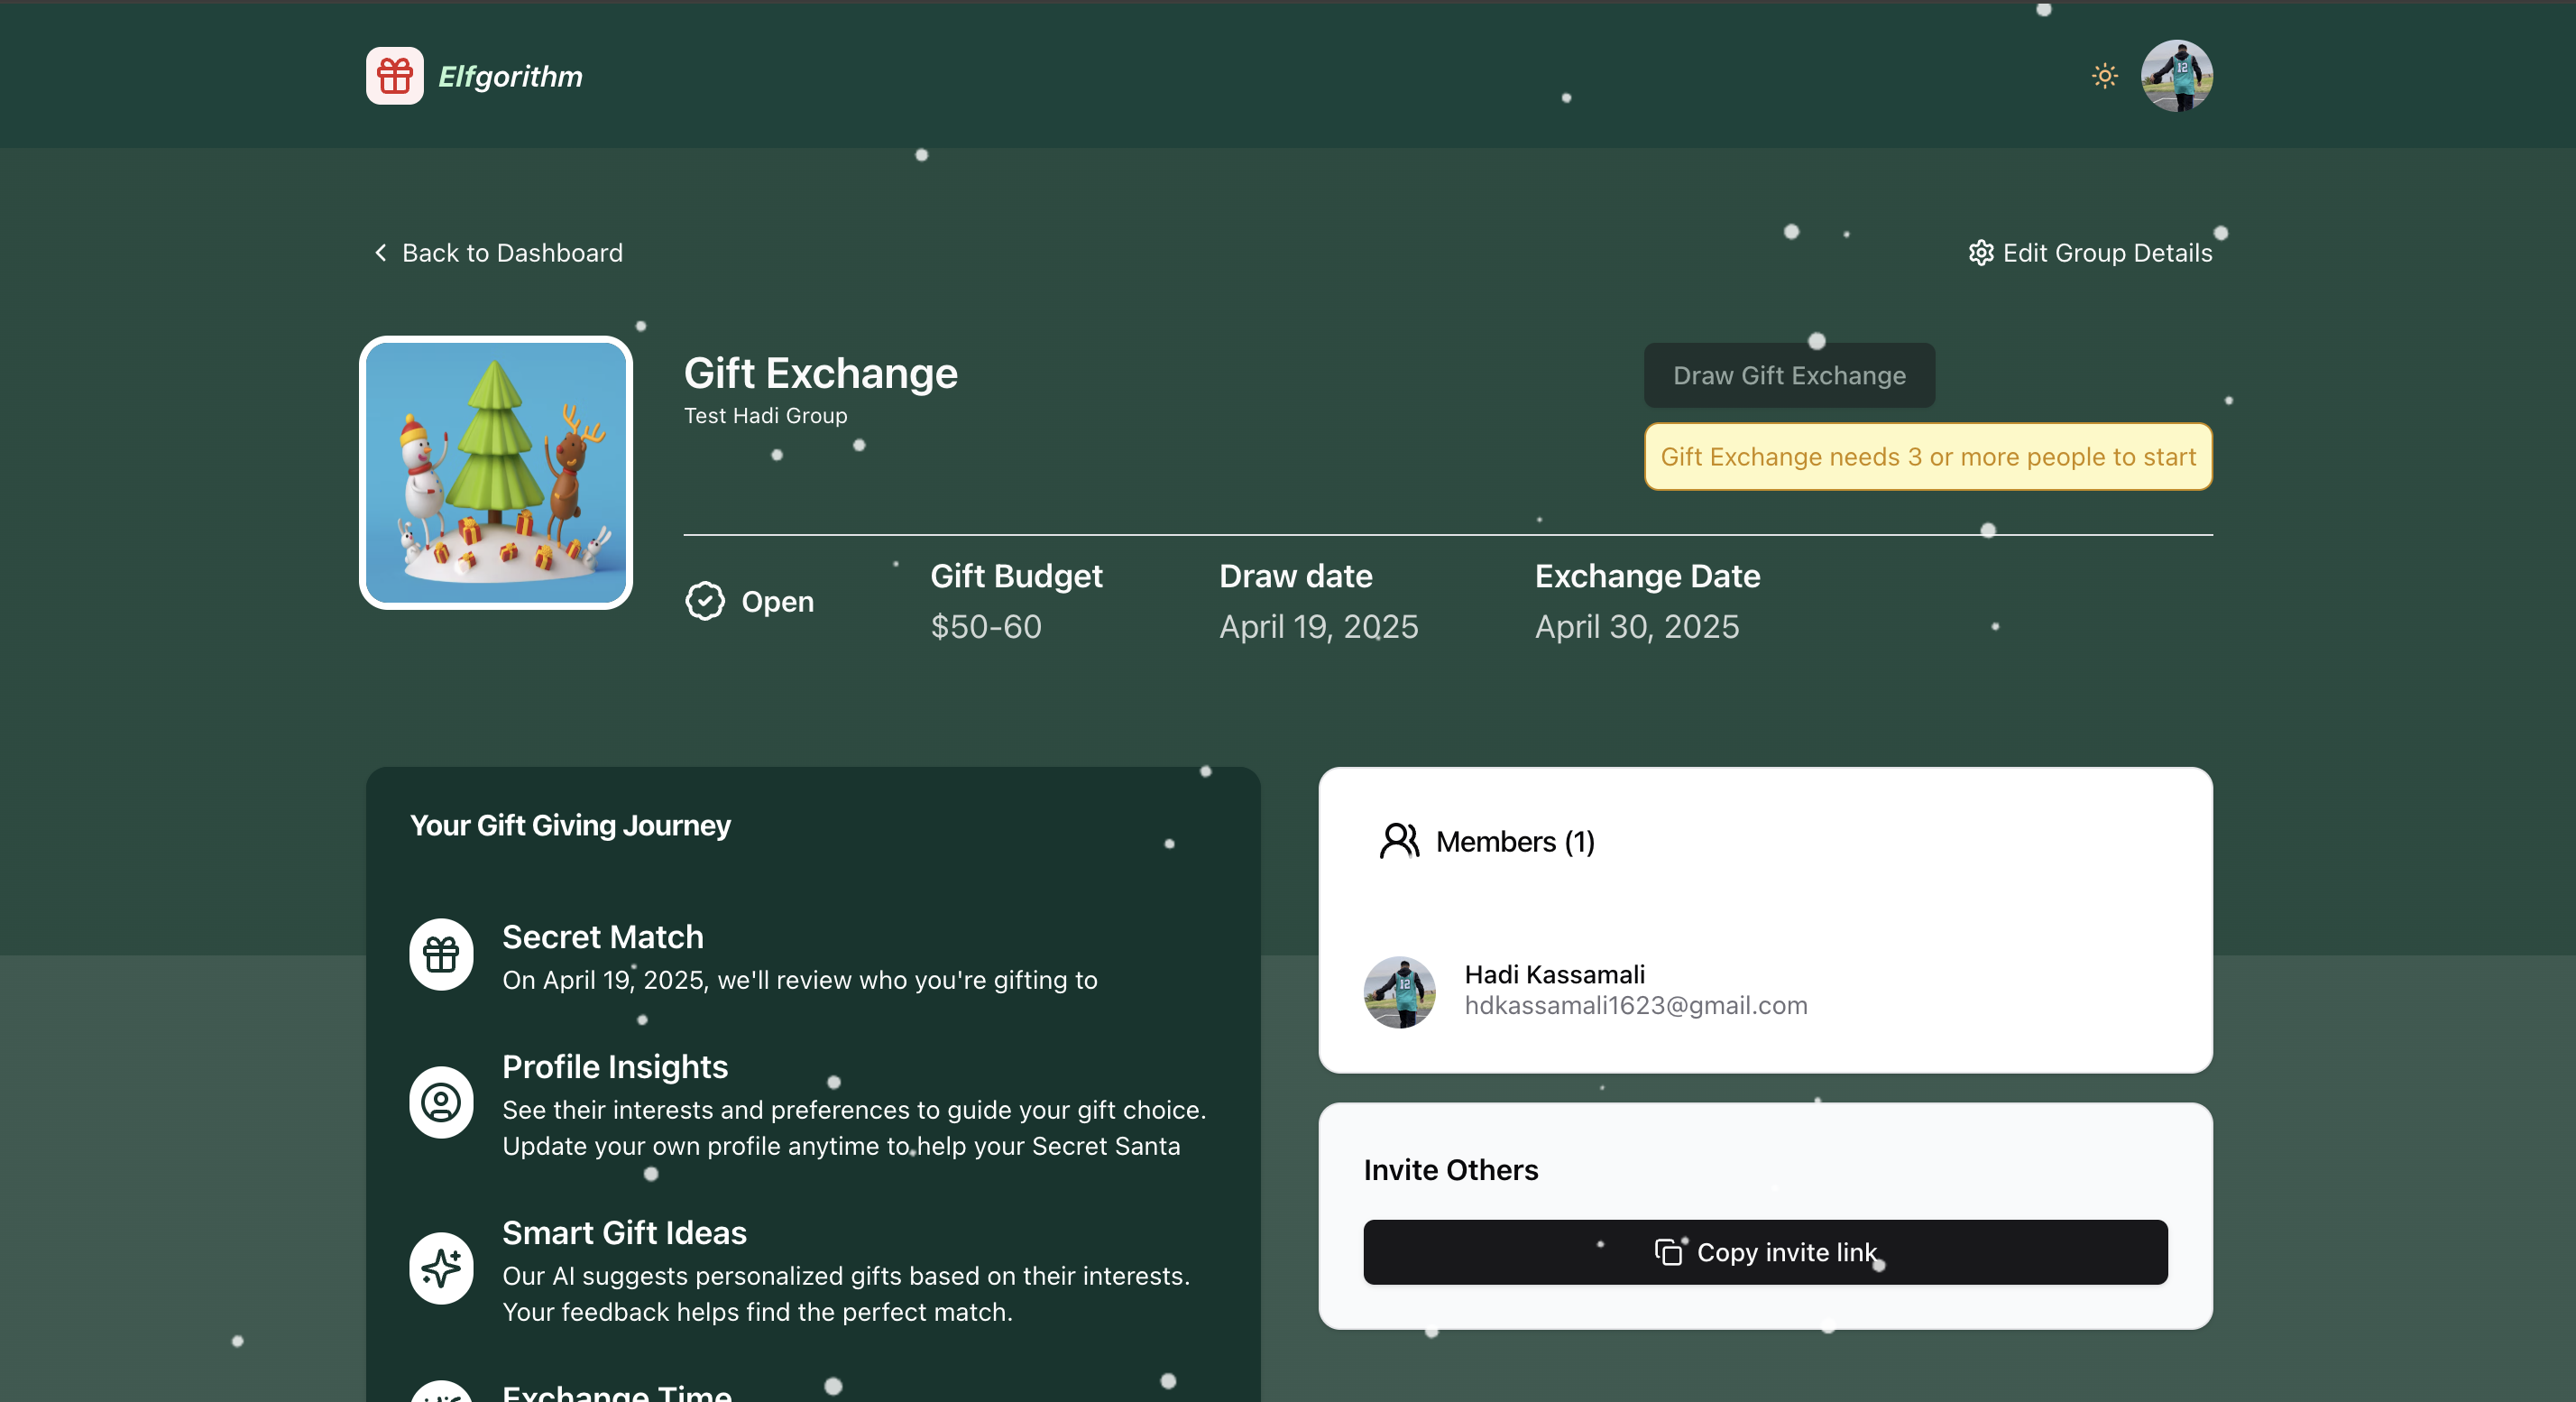 Elfgorithm
Back to Dashboard
Edit Group Details
Gift Exchange
Test Hadi Group
Draw Gift Exchange
Gift Exchange needs 3 or more people to start
Open
Gift Budget
$50-60
Draw date
April 19, 2025
Exchange Date
April 30, 2025
Your Gift Giving Journey
Secret Match
On April 19, 2025, we'll review who you're gifting to
Profile Insights
See their interests and preferences to guide your gift choice.
Update your own profile anytime to help your Secret Santa
Smart Gift Ideas
Our AI suggests personalized gifts based on their interests.
Your feedback helps find the perfect match.
Exchange Time
Members (1)
12
Hadi Kassamali
hdkassamali1623@gmail.com
Invite Others
Copy invite link